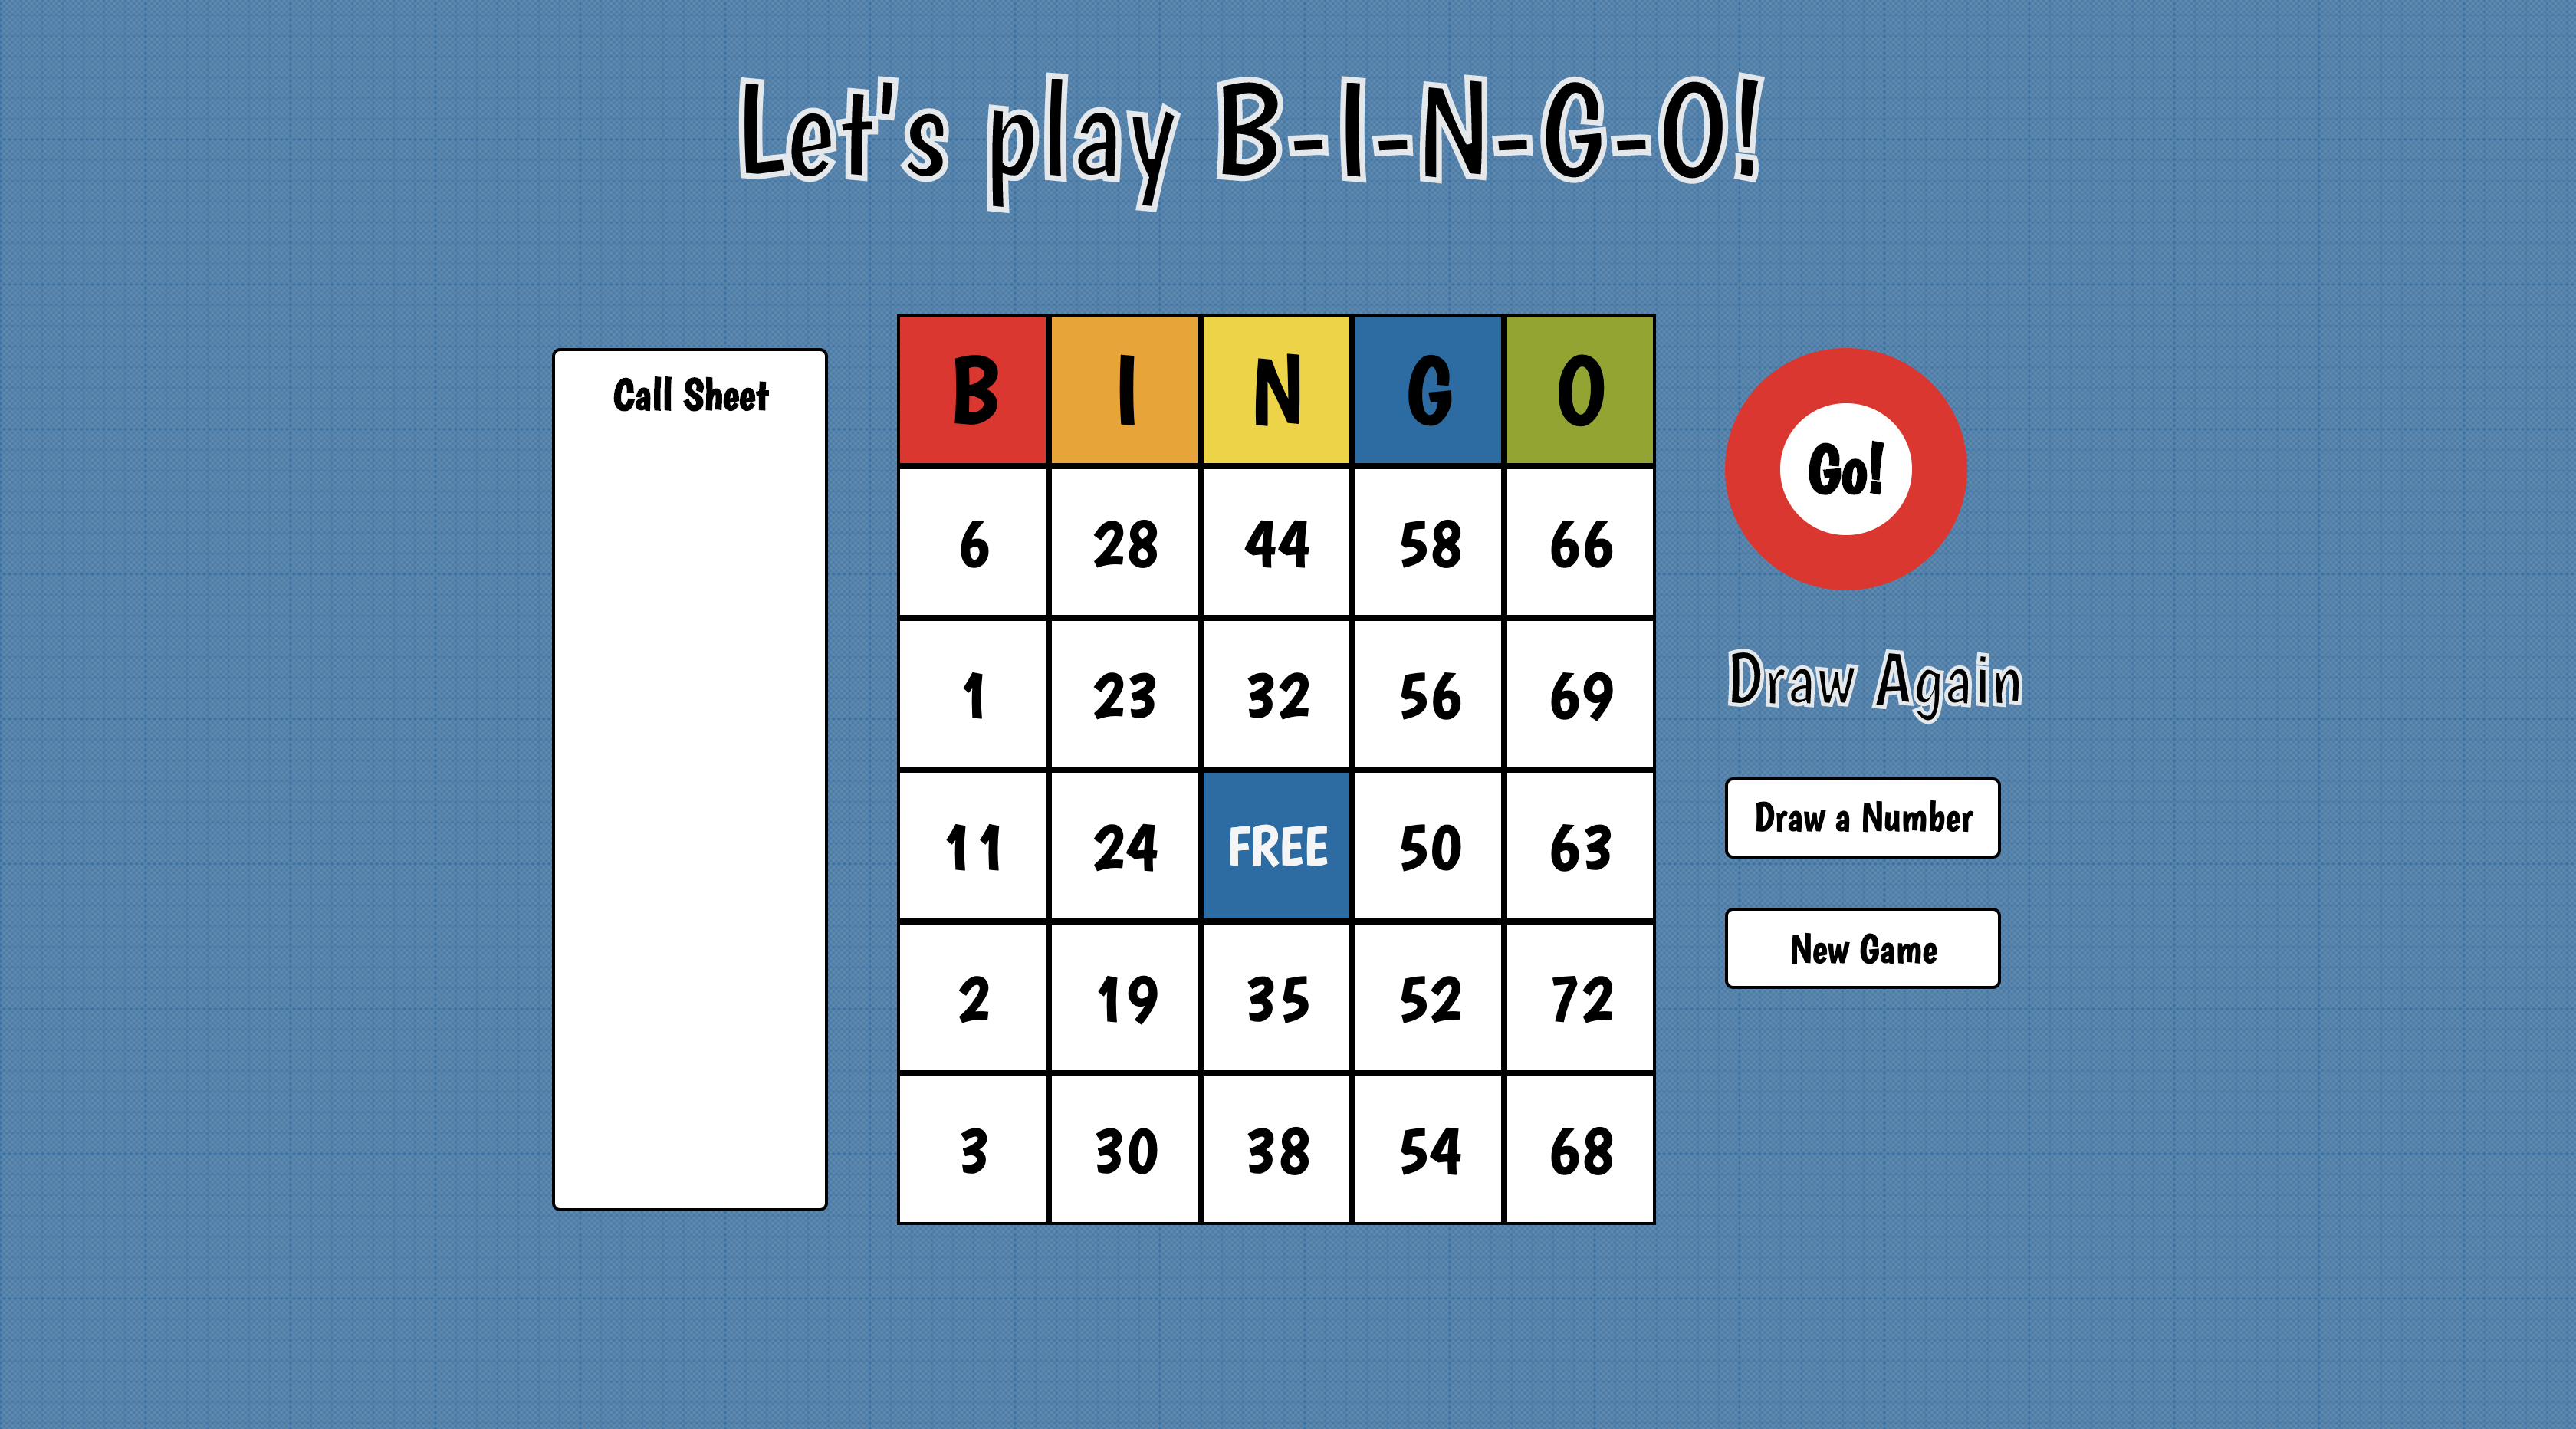 Let's play B-I-N-G-O!
Call Sheet
B I N G O
6 28 44 58 66
1 23 32 56 69
11 24 FREE 50 63
2 19 35 52 72
3 30 38 54 68
Go!
Draw Again
Draw a Number
New Game